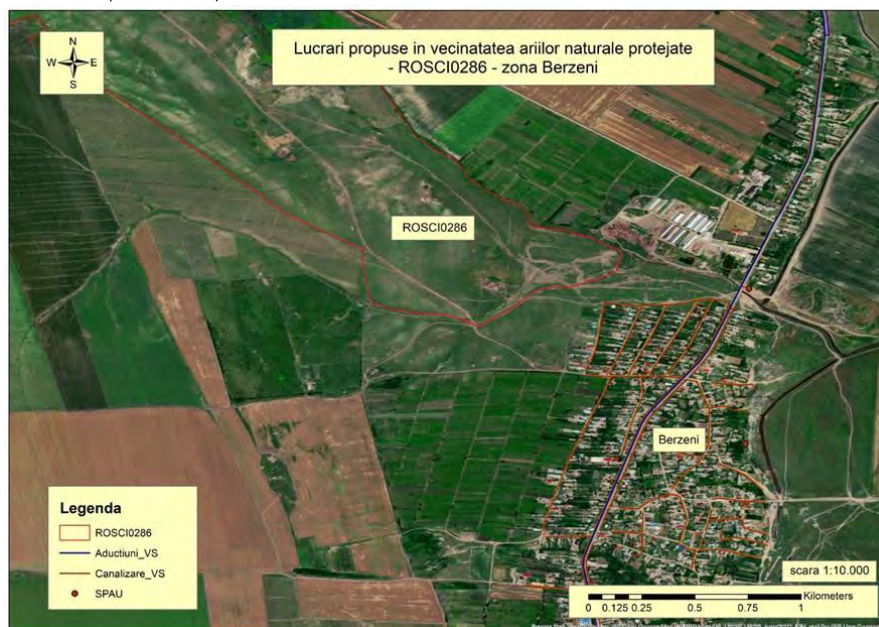 Lucrari propuse in vecinatatea ariilor naturale protejate
- ROSCI0286 - zona Berzeni
N
W E
S
ROSCI0286
Berzeni
Legenda
ROSCI0286
Aductiuni_VS
Canalizare_VS
SPAU
scara 1:10.000
Kilometers
0 0.125 0.25 0.5 0.75 1